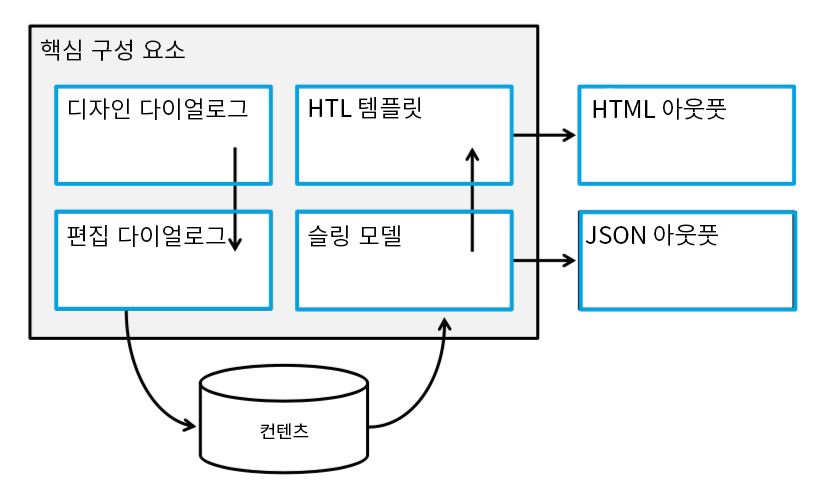 핵심 구성 요소
디자인 다이얼로그
HTL 템플릿
HTML 아웃풋
편집 다이얼로그
슬링 모델
JSON 아웃풋
컨텐츠